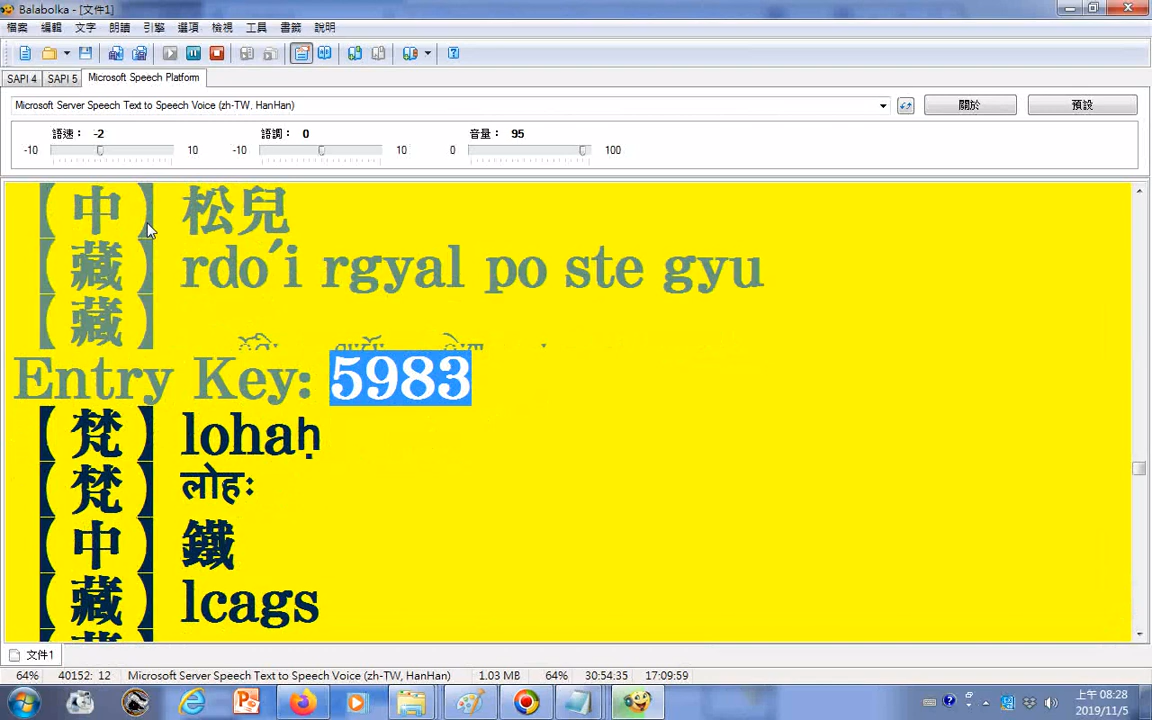 Balabolka - [文件1]
檔案 編輯 文字 朗讀 引擎 選項 檢視 工具 書籤 說明
SAPI 4 SAPI 5 Microsoft Speech Platform
Microsoft Server Speech Text to Speech Voice (zh-TW, HanHan) 關於 預設
語速： -2 語調： 0 音量： 95
-10 10 -10 10 0 100
【 中 】 松兒
【 藏 】 rdo´i rgyal po ste gyu
【 藏 】
Entry Key: 5983
【 梵 】 lohaḥ
【 梵 】 लोहः
【 中 】 鐵
【 藏 】 lcags
文件1
64% 40152: 12 Microsoft Server Speech Text to Speech Voice (zh-TW, HanHan) 1.03 MB 64% 30:54:35 17:09:59
上午 08:28
2019/11/5